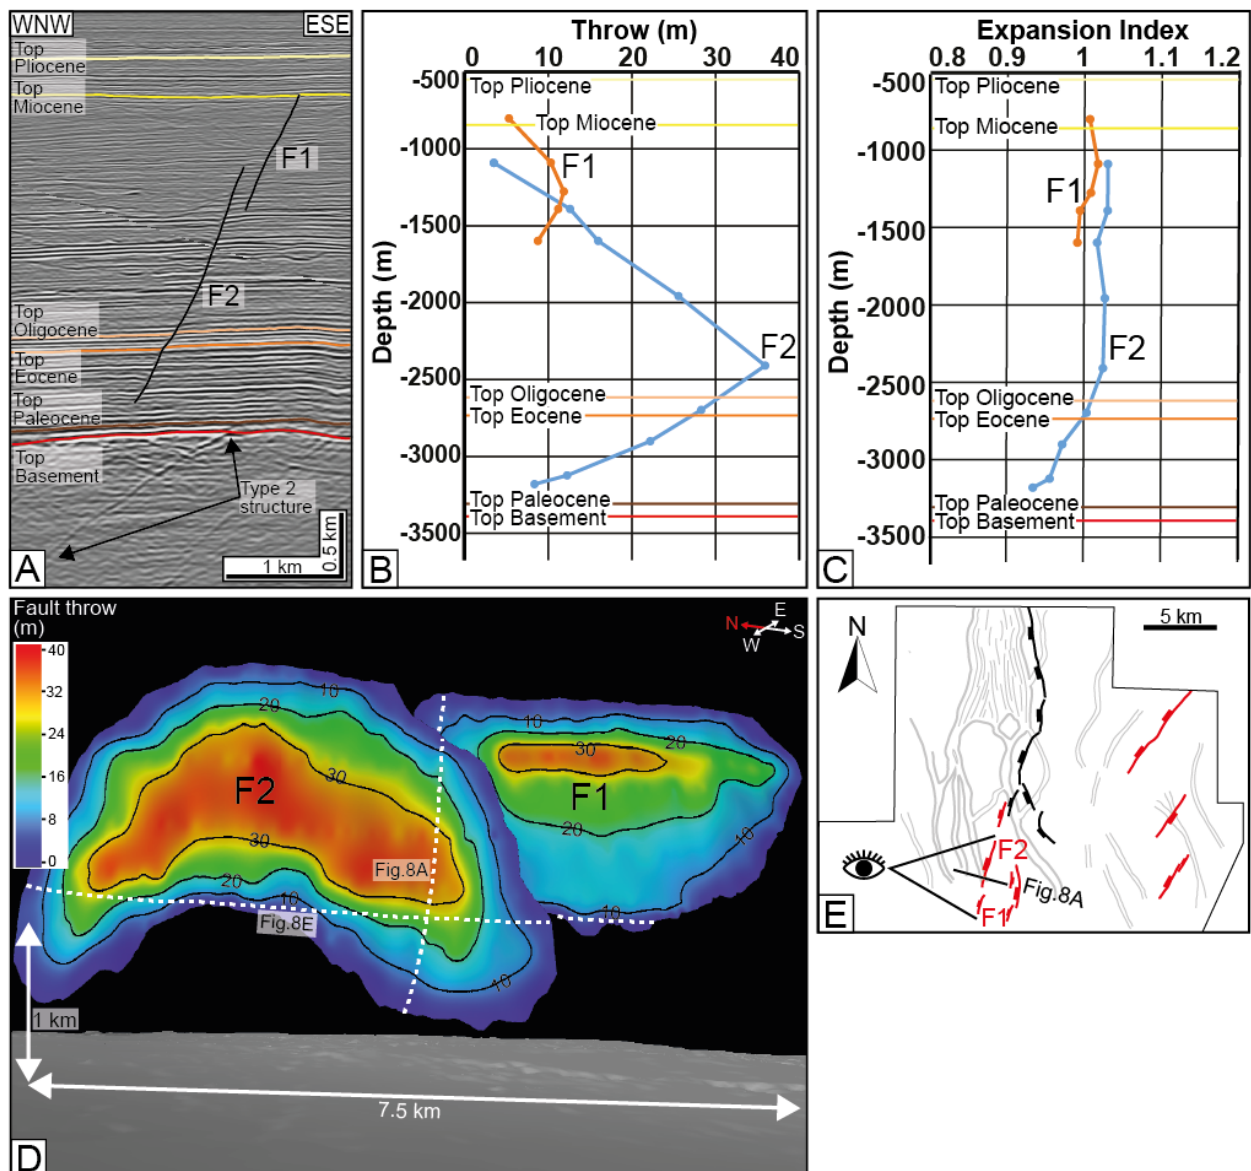 WNW
ESE
Top
Pliocene
Top
Miocene
F1
F2
Top
Oligocene
Top
Eocene
Top
Paleocene
Top
Basement
Type 2
structure
1 km
0.5 km
A
Throw (m)
0 10 20 30 40
-500
-1000
-1500
-2000
-2500
-3000
-3500
Depth (m)
Top Pliocene
Top Miocene
F1
F2
Top Oligocene
Top Eocene
Top Paleocene
Top Basement
B
Expansion Index
0.8 0.9 1 1.1 1.2
-500
-1000
-1500
-2000
-2500
-3000
-3500
Depth (m)
Top Pliocene
Top Miocene
F1
F2
Top Oligocene
Top Eocene
Top Paleocene
Top Basement
C
Fault throw
(m)
40
32
24
16
8
0
N E
W S
10
20
30
F2
30
20
10
10
Fig.8A
Fig.8E
10
20
30
F1
20
10
10
1 km
7.5 km
D
N
5 km
F2
Fig.8A
F1
E